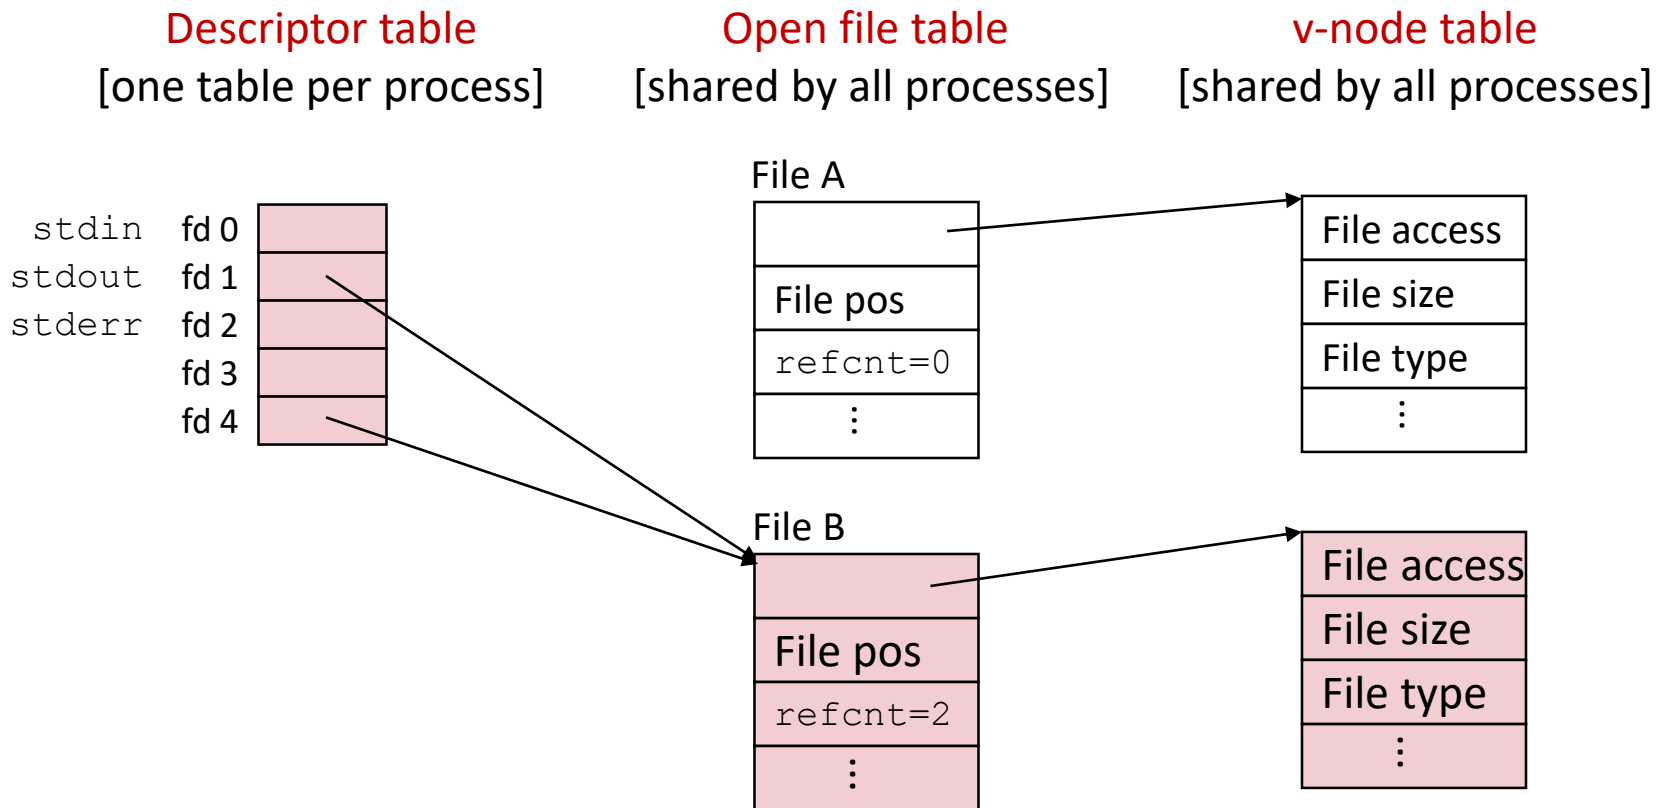 Descriptor table
[one table per process]
Open file table
[shared by all processes]
v-node table
[shared by all processes]
stdin fd 0
stdout fd 1
stderr fd 2
fd 3
fd 4
File A
File pos
refcnt=0
⋮
File access
File size
File type
⋮
File B
File pos
refcnt=2
⋮
File access
File size
File type
⋮